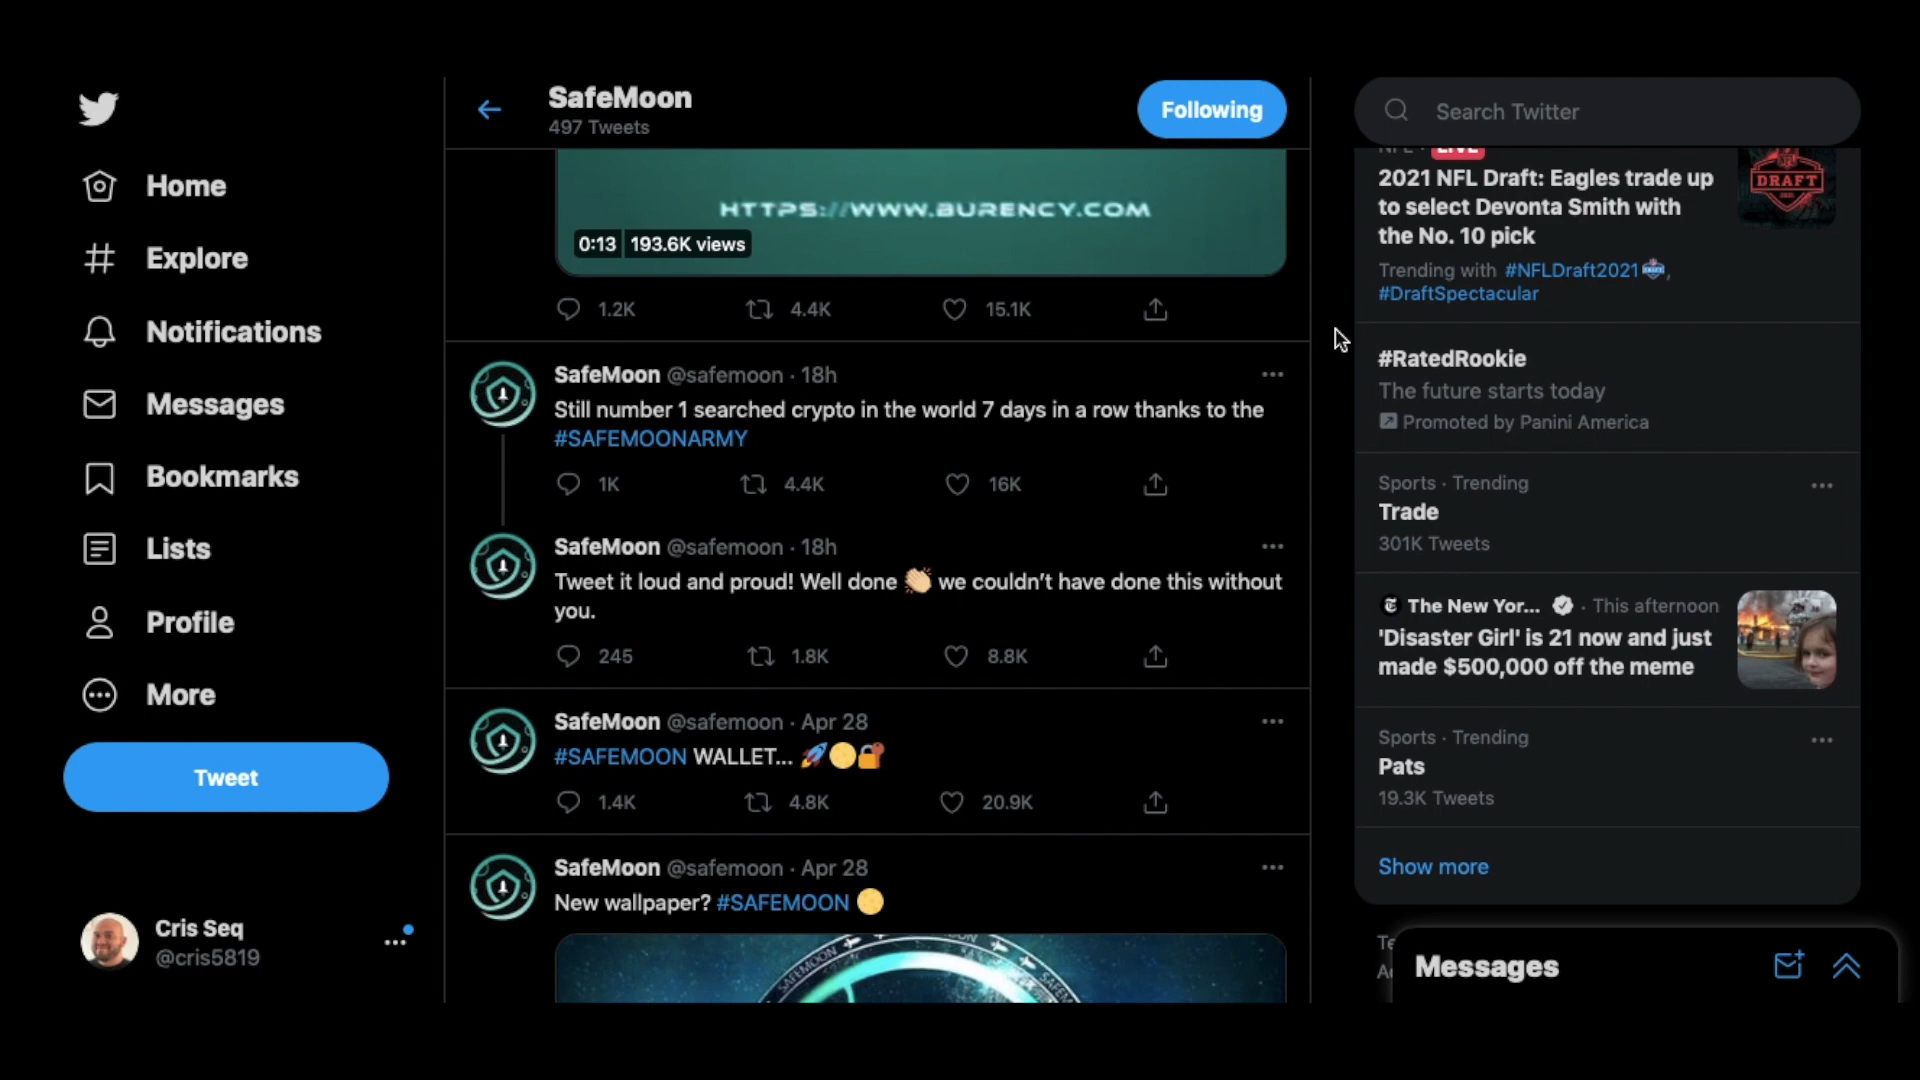 Home
Explore
Notifications
Messages
Bookmarks
Lists
Profile
More
Tweet
Cris Seq
@cris5819
SafeMoon
497 Tweets
Following
HTTPS://WWW.BURENCY.COM
0:13 193.6K views
1.2K 4.4K 15.1K
SafeMoon @safemoon · 18h
Still number 1 searched crypto in the world 7 days in a row thanks to the
#SAFEMOONARMY
1K 4.4K 16K
SafeMoon @safemoon · 18h
Tweet it loud and proud! Well done 👏🏼 we couldn't have done this without
you.
245 1.8K 8.8K
SafeMoon @safemoon · Apr 28
#SAFEMOON WALLET... 🚀🌕🔐
1.4K 4.8K 20.9K
SafeMoon @safemoon · Apr 28
New wallpaper? #SAFEMOON 🌕
SAFEMOON
SAFEMOON
Search Twitter
NFL · LIVE
2021 NFL Draft: Eagles trade up
to select Devonta Smith with
the No. 10 pick
DRAFT
Trending with #NFLDraft2021,
#DraftSpectacular
#RatedRookie
The future starts today
Promoted by Panini America
Sports · Trending
Trade
301K Tweets
The New Yor... · This afternoon
'Disaster Girl' is 21 now and just
made $500,000 off the meme
Sports · Trending
Pats
19.3K Tweets
Show more
Messages